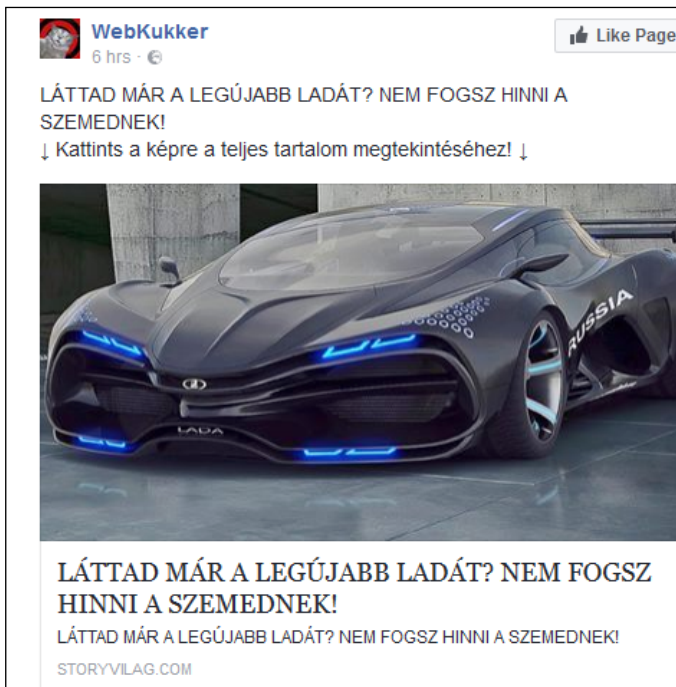 WebKukker
6 hrs ·
Like Page
LÁTTAD MÁR A LEGÚJABB LADÁT? NEM FOGSZ HINNI A
SZEMEDNEK!
↓ Kattints a képre a teljes tartalom megtekintéséhez! ↓
RUSSIA
LADA
LÁTTAD MÁR A LEGÚJABB LADÁT? NEM FOGSZ
HINNI A SZEMEDNEK!
LÁTTAD MÁR A LEGÚJABB LADÁT? NEM FOGSZ HINNI A SZEMEDNEK!
STORYVILAG.COM